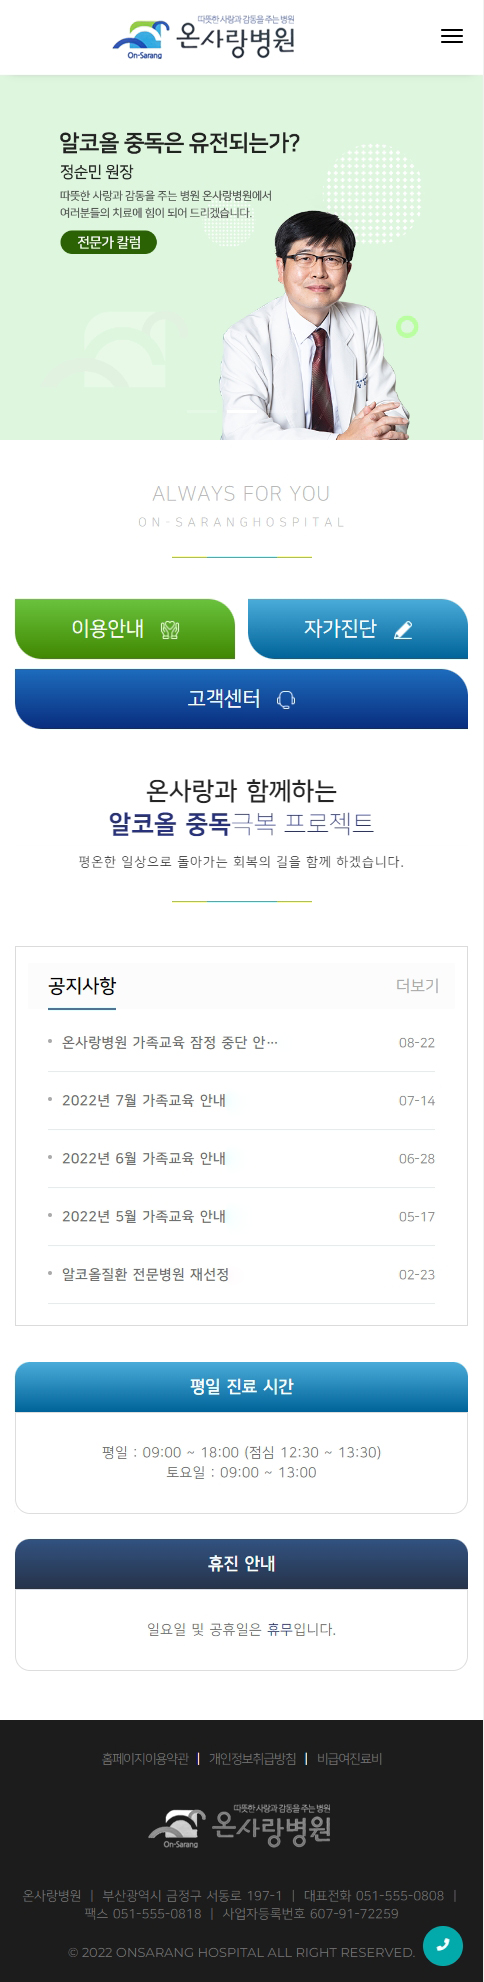 따뜻한 사랑과 감동을 주는 병원
온사랑병원
On-Sarang
알코올 중독은 유전되는가?
정순민 원장
따뜻한 사랑과 감동을 주는 병원 온사랑병원에서
여러분들의 치료에 힘이 되어 드리겠습니다.
전문가 칼럼
ALWAYS FOR YOU
ON-SARANGHOSPITAL
이용안내
자가진단
고객센터
온사랑과 함께하는
알코올 중독극복 프로젝트
평온한 일상으로 돌아가는 회복의 길을 함께 하겠습니다.
공지사항 더보기
온사랑병원 가족교육 잠정 중단 안… 08-22
2022년 7월 가족교육 안내 07-14
2022년 6월 가족교육 안내 06-28
2022년 5월 가족교육 안내 05-17
알코올질환 전문병원 재선정 02-23
평일 진료 시간
평일 : 09:00 ~ 18:00 (점심 12:30 ~ 13:30)
토요일 : 09:00 ~ 13:00
휴진 안내
일요일 및 공휴일은 휴무입니다.
홈페이지이용약관 | 개인정보취급방침 | 비급여진료비
따뜻한 사랑과 감동을 주는 병원
온사랑병원
On-Sarang
온사랑병원 | 부산광역시 금정구 서동로 197-1 | 대표전화 051-555-0808 |
팩스 051-555-0818 | 사업자등록번호 607-91-72259
© 2022 ONSARANG HOSPITAL ALL RIGHT RESERVED.